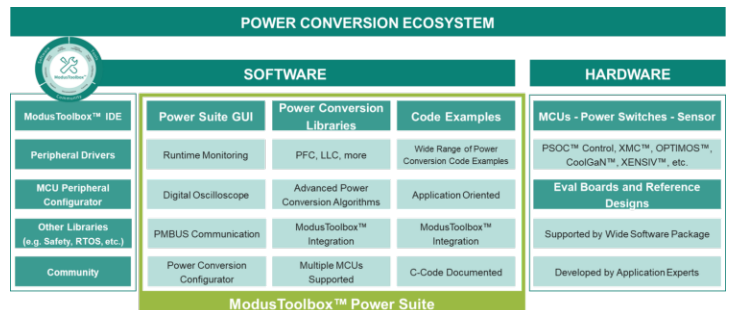 POWER CONVERSION ECOSYSTEM
ModusToolbox™
Community
SOFTWARE
HARDWARE
ModusToolbox™ IDE
Peripheral Drivers
MCU Peripheral
Configurator
Other Libraries
(e.g. Safety, RTOS, etc.)
Community
Power Suite GUI
Runtime Monitoring
Digital Oscilloscope
PMBUS Communication
Power Conversion
Configurator
Power Conversion
Libraries
PFC, LLC, more
Advanced Power
Conversion Algorithms
ModusToolbox™
Integration
Multiple MCUs
Supported
Code Examples
Wide Range of Power
Conversion Code Examples
Application Oriented
ModusToolbox™
Integration
C-Code Documented
ModusToolbox™ Power Suite
MCUs - Power Switches - Sensor
PSOC™ Control, XMC™, OPTIMOS™,
CoolGaN™, XENSIV™, etc.
Eval Boards and Reference
Designs
Supported by Wide Software Package
Developed by Application Experts